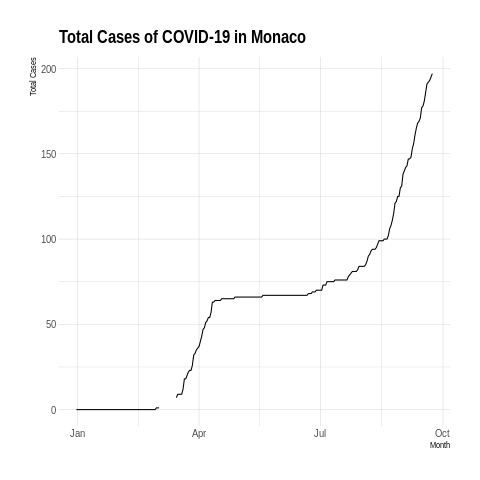 Total Cases of COVID-19 in Monaco
Total Cases
200
150
100
50
0
Jan
Apr
Jul
Oct
Month